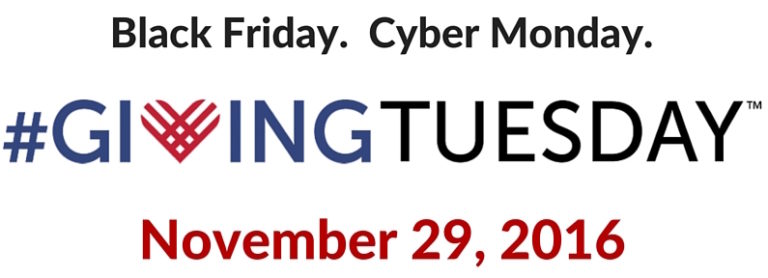 Black Friday.  Cyber Monday.
#GIVINGTUESDAY™
November 29, 2016